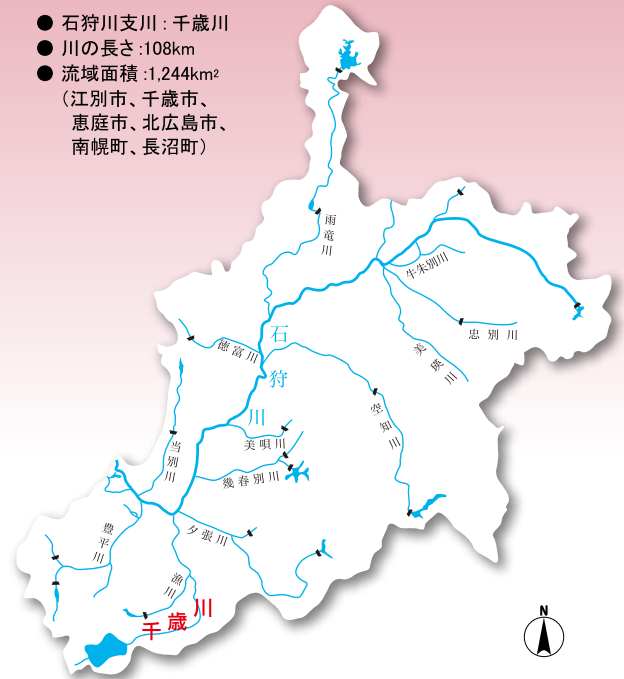 ● 石狩川支川：千歳川
● 川の長さ：108km
● 流域面積：1,244km²
（江別市、千歳市、
恵庭市、北広島市、
南幌町、長沼町）
雨竜川
牛朱別川
忠別川
美瑛川
徳富川
石狩川
空知川
美唄川
当別川
幾春別川
夕張川
豊平川
漁川
千歳川
N